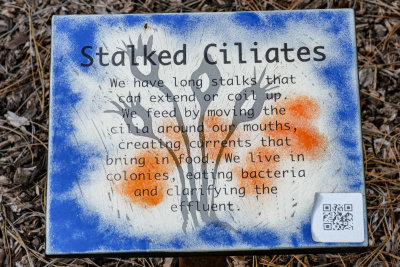 Stalked Ciliates
We have long stalks that
can extend or coil up.
We feed by moving the
cilia around our mouths,
creating currents that
bring in food. We live in
colonies, eating bacteria
and clarifying the
effluent.